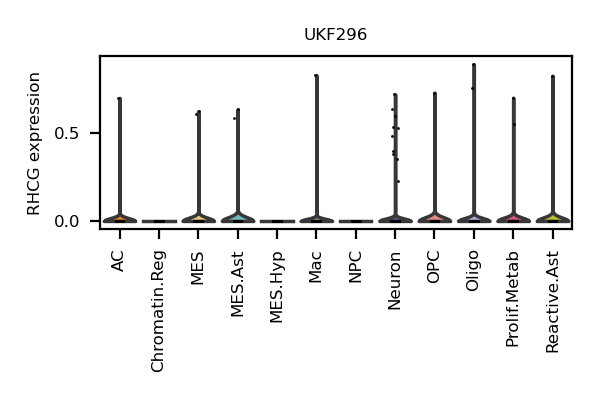 UKF296
RHCG expression
0.5
0.0
AC
Chromatin.Reg
MES
MES.Ast
MES.Hyp
Mac
NPC
Neuron
OPC
Oligo
Prolif.Metab
Reactive.Ast